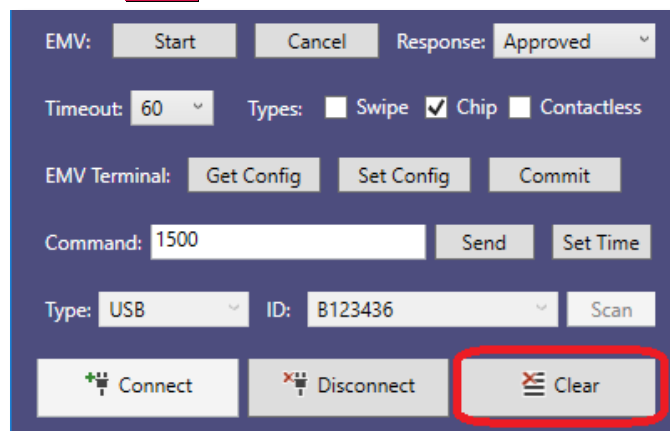 EMV: Start Cancel Response: Approved
Timeout: 60 Types: Swipe Chip Contactless
EMV Terminal: Get Config Set Config Commit
Command: 1500 Send Set Time
Type: USB ID: B123436 Scan
Connect Disconnect Clear